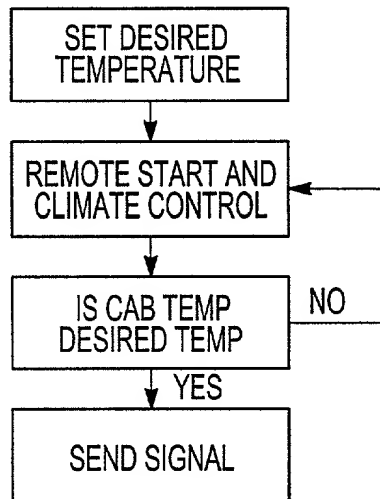 SET DESIRED
TEMPERATURE
REMOTE START AND
CLIMATE CONTROL
IS CAB TEMP
DESIRED TEMP
NO
YES
SEND SIGNAL